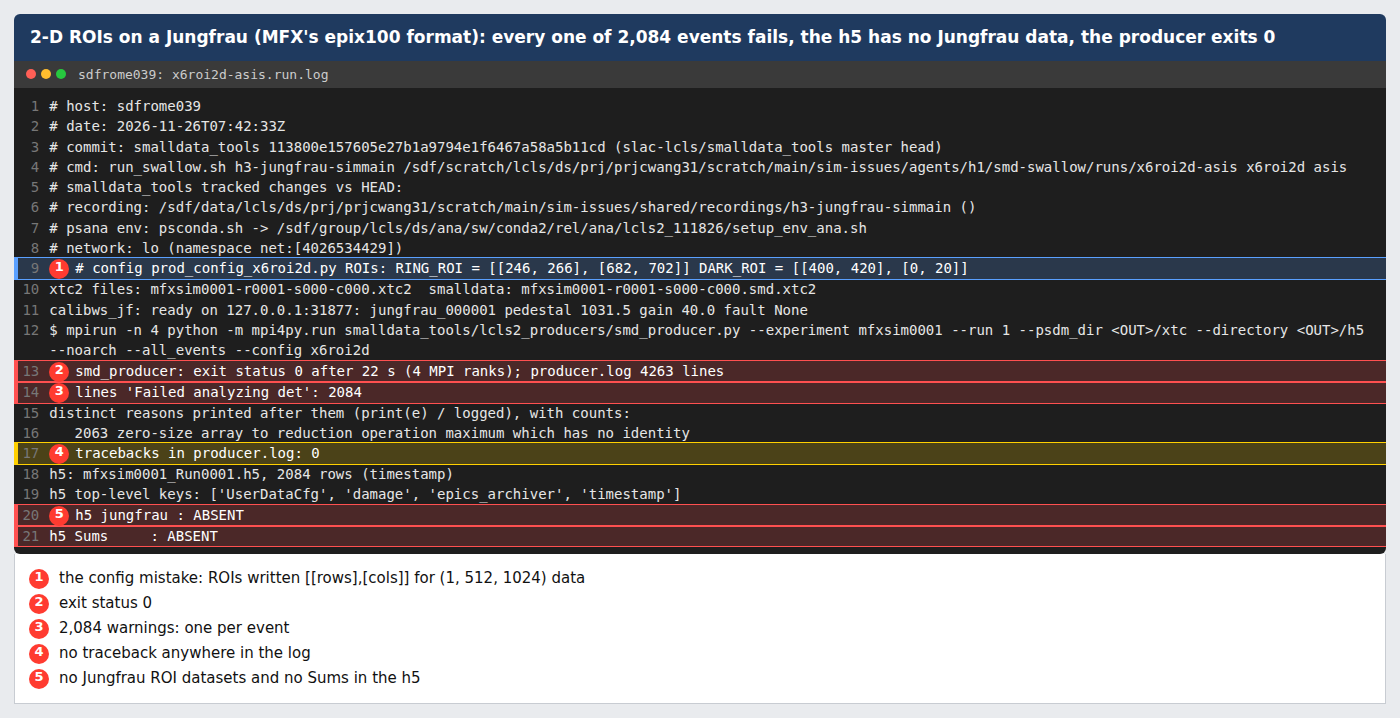 2-D ROIs on a Jungfrau (MFX's epix100 format): every one of 2,084 events fails, the h5 has no Jungfrau data, the producer exits 0
sdfrome039: x6roi2d-asis.run.log
1 # host: sdfrome039
2 # date: 2026-11-26T07:42:33Z
3 # commit: smalldata_tools 113800e157605e27b1a9794e1f6467a58a5b11cd (slac-lcls/smalldata_tools master head)
4 # cmd: run_swallow.sh h3-jungfrau-simmain /sdf/scratch/lcls/ds/prj/prjcwang31/scratch/main/sim-issues/agents/h1/smd-swallow/runs/x6roi2d-asis x6roi2d asis
5 # smalldata_tools tracked changes vs HEAD:
6 # recording: /sdf/data/lcls/ds/prj/prjcwang31/scratch/main/sim-issues/shared/recordings/h3-jungfrau-simmain ()
7 # psana env: psconda.sh -> /sdf/group/lcls/ds/ana/sw/conda2/rel/ana/lcls2_111826/setup_env_ana.sh
8 # network: lo (namespace net:[4026534429])
9 1 # config prod_config_x6roi2d.py ROIs: RING_ROI = [[246, 266], [682, 702]] DARK_ROI = [[400, 420], [0, 20]]
10 xtc2 files: mfxsim0001-r0001-s000-c000.xtc2  smalldata: mfxsim0001-r0001-s000-c000.smd.xtc2
11 calibws_jf: ready on 127.0.0.1:31877: jungfrau_000001 pedestal 1031.5 gain 40.0 fault None
12 $ mpirun -n 4 python -m mpi4py.run smalldata_tools/lcls2_producers/smd_producer.py --experiment mfxsim0001 --run 1 --psdm_dir <OUT>/xtc --directory <OUT>/h5
--noarch --all_events --config x6roi2d
13 2 smd_producer: exit status 0 after 22 s (4 MPI ranks); producer.log 4263 lines
14 3 lines 'Failed analyzing det': 2084
15 distinct reasons printed after them (print(e) / logged), with counts:
16    2063 zero-size array to reduction operation maximum which has no identity
17 4 tracebacks in producer.log: 0
18 h5: mfxsim0001_Run0001.h5, 2084 rows (timestamp)
19 h5 top-level keys: ['UserDataCfg', 'damage', 'epics_archiver', 'timestamp']
20 5 h5 jungfrau : ABSENT
21 h5 Sums     : ABSENT
1 the config mistake: ROIs written [[rows],[cols]] for (1, 512, 1024) data
2 exit status 0
3 2,084 warnings: one per event
4 no traceback anywhere in the log
5 no Jungfrau ROI datasets and no Sums in the h5